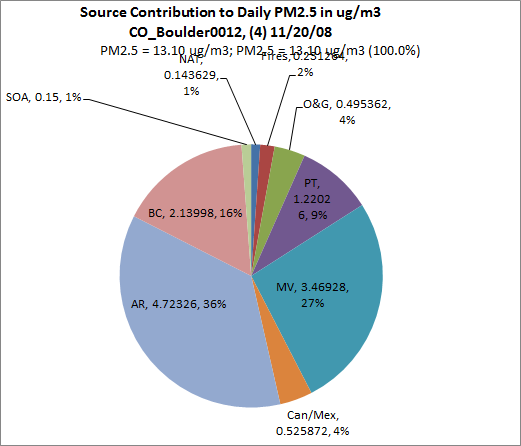 Source Contribution to Daily PM2.5 in ug/m3
CO_Boulder0012, (4) 11/20/08
PM2.5 = 13.10 ug/m3; PM2.5 = 13.10 ug/m3 (100.0%)
NAT,
0.143629,
1%
Fires, 0.251264,
2%
SOA, 0.15, 1%
O&G, 0.495362,
4%
PT,
1.2202
6, 9%
BC, 2.13998, 16%
MV, 3.46928,
27%
AR, 4.72326, 36%
Can/Mex,
0.525872, 4%